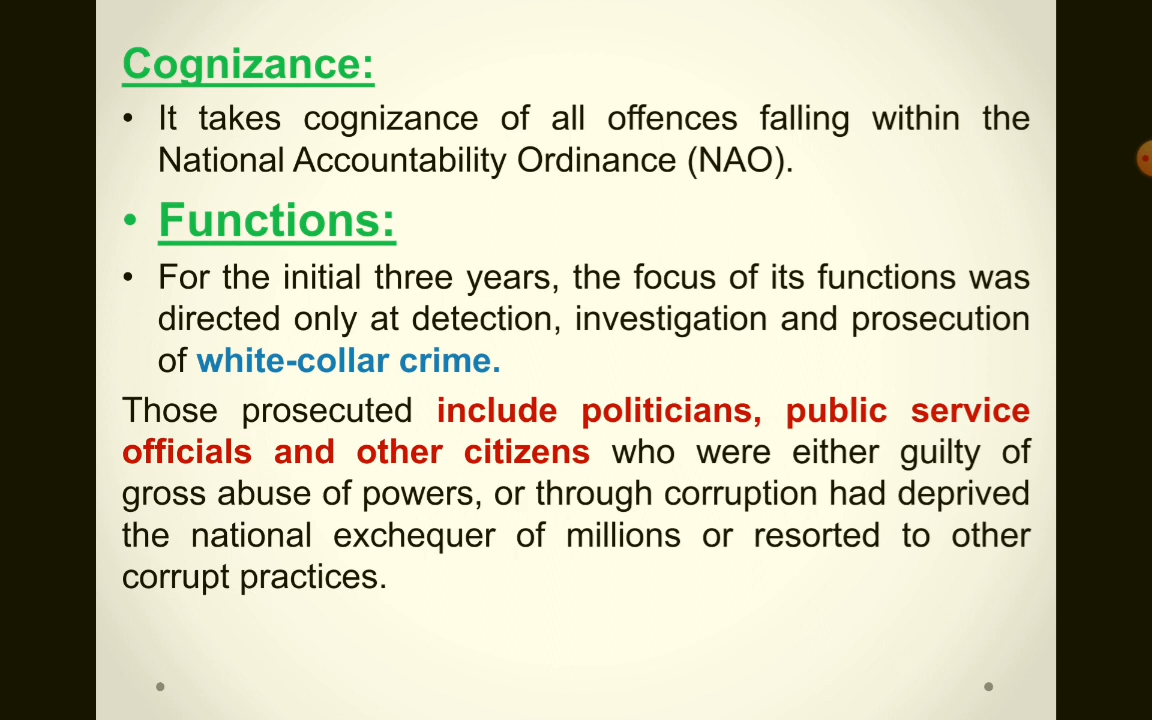 Cognizance:
• It takes cognizance of all offences falling within the
National Accountability Ordinance (NAO).
• Functions:
• For the initial three years, the focus of its functions was
directed only at detection, investigation and prosecution
of white-collar crime.
Those prosecuted include politicians, public service
officials and other citizens who were either guilty of
gross abuse of powers, or through corruption had deprived
the national exchequer of millions or resorted to other
corrupt practices.